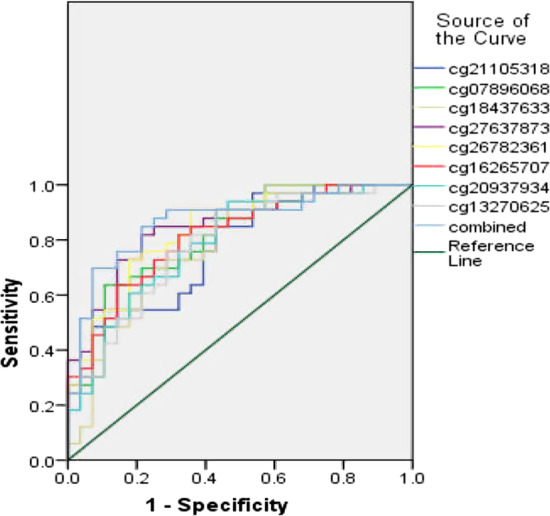 Source of
the Curve
cg21105318
cg07896068
cg18437633
cg27637873
cg26782361
cg16265707
cg20937934
cg13270625
combined
Reference
Line
1.0
0.8
0.6
0.4
0.2
0.0
Sensitivity
0.0 0.2 0.4 0.6 0.8 1.0
1 - Specificity